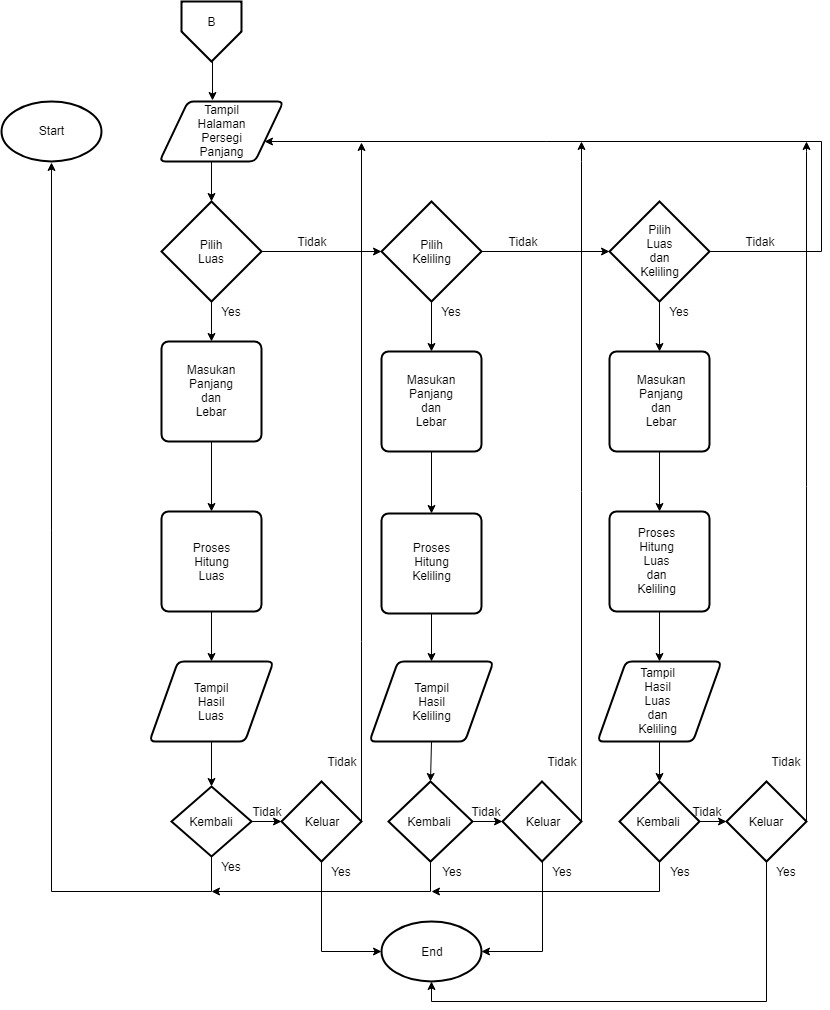 B
Start
Tampil
Halaman
Persegi
Panjang
Pilih
Luas
Tidak
Pilih
Keliling
Tidak
Pilih
Luas
dan
Keliling
Tidak
Yes
Yes
Yes
Masukan
Panjang
dan
Lebar
Masukan
Panjang
dan
Lebar
Masukan
Panjang
dan
Lebar
Proses
Hitung
Luas
Proses
Hitung
Keliling
Proses
Hitung
Luas
dan
Keliling
Tampil
Hasil
Luas
Tampil
Hasil
Keliling
Tampil
Hasil
Luas
dan
Keliling
Tidak
Tidak
Tidak
Kembali
Tidak
Keluar
Kembali
Tidak
Keluar
Kembali
Tidak
Keluar
Yes
Yes
Yes
Yes
Yes
Yes
End